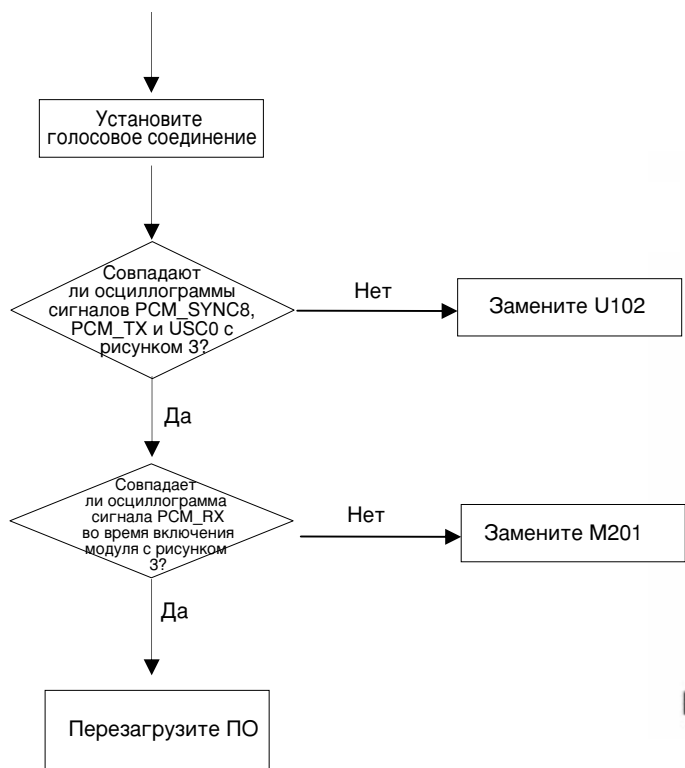 Установите
голосовое соединение
Совпадают
ли осциллограммы
сигналов PCM_SYNC8,
PCM_TX и USC0 с
рисунком 3?
Нет
Замените U102
Да
Совпадает
ли осциллограмма
сигнала PCM_RX
во время включения
модуля с рисунком
3?
Нет
Замените M201
Да
Перезагрузите ПО